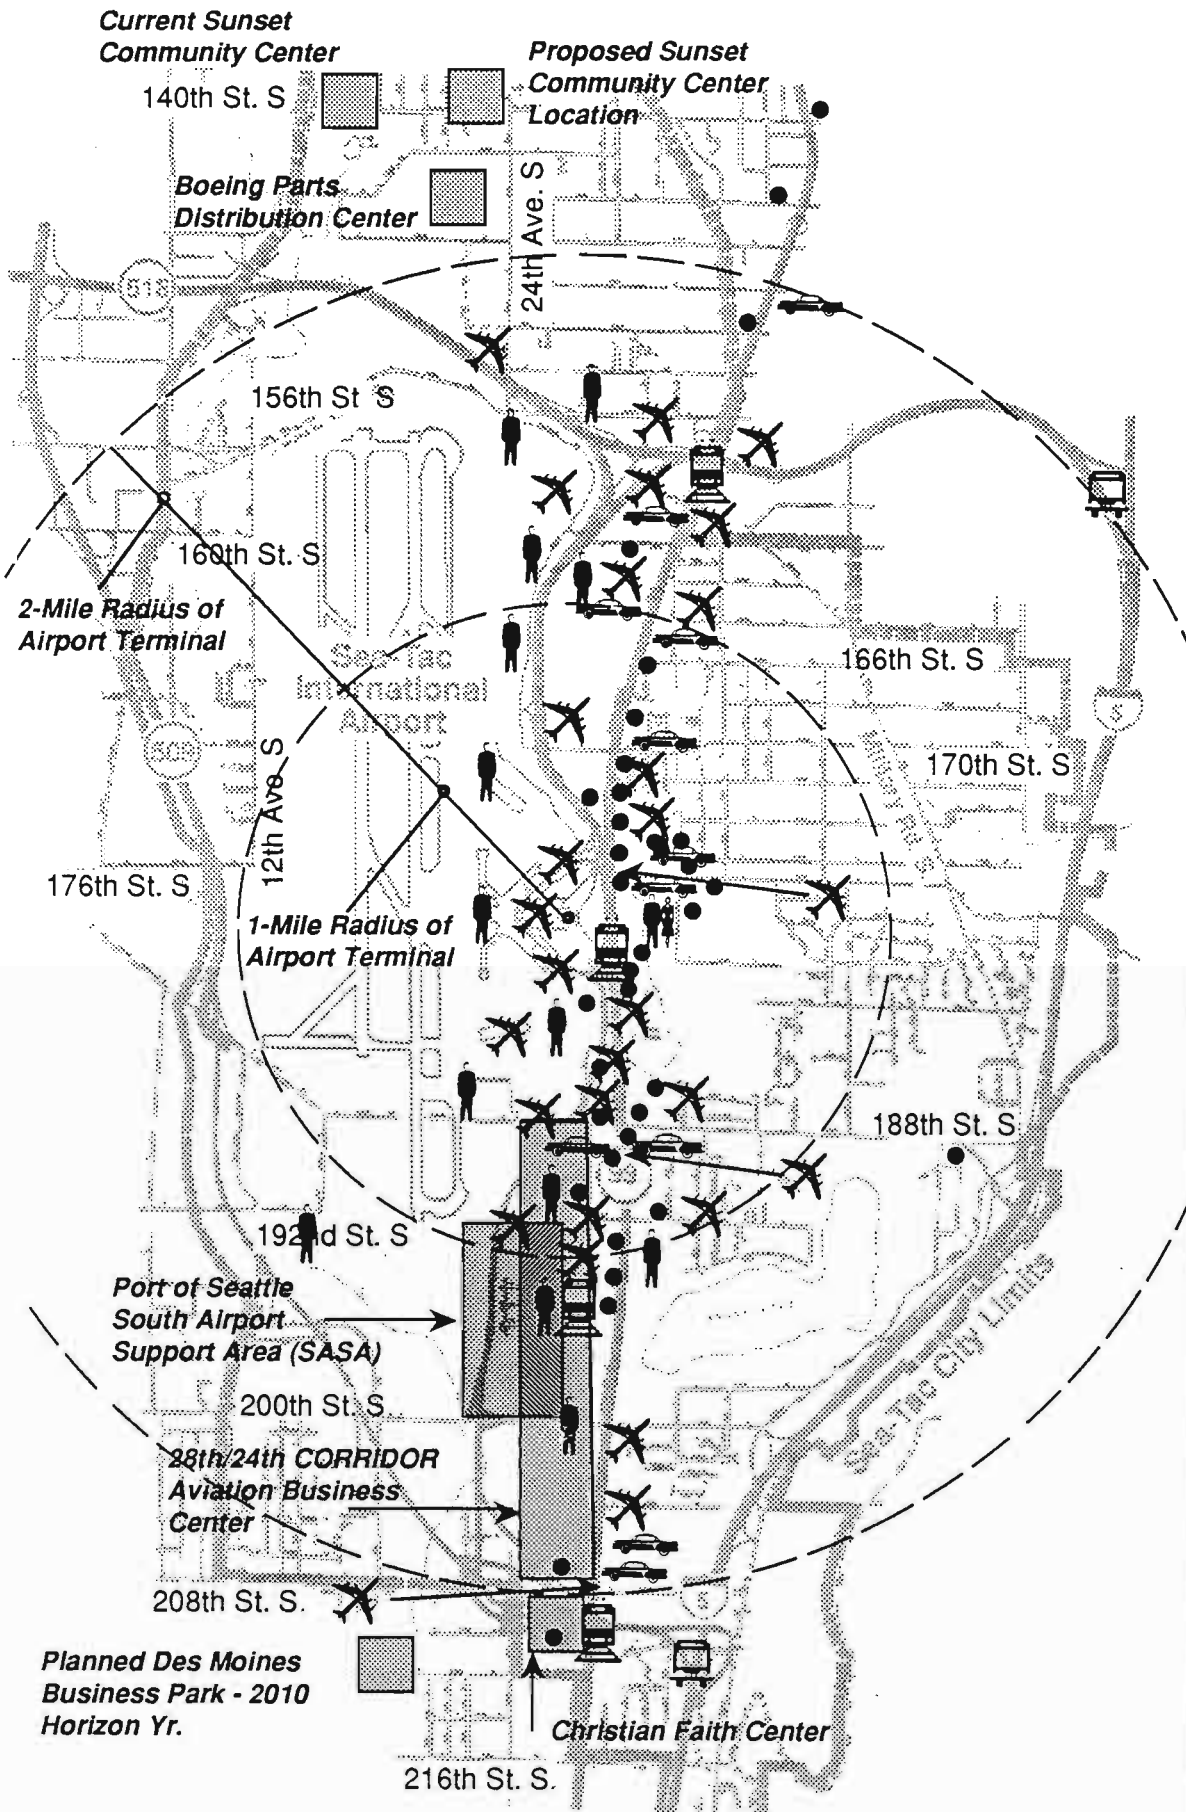 Current Sunset
Community Center
140th St. S
Proposed Sunset
Community Center
Location
Boeing Parts
Distribution Center
24th Ave. S
518
156th St S
160th St. S
2-Mile Radius of
Airport Terminal
Sea-Tac
International
Airport
166th St. S
5
509
170th St. S
12th Ave S
176th St. S
1-Mile Radius of
Airport Terminal
188th St. S
192nd St. S
Port of Seattle
South Airport
Support Area (SASA)
Sea-Tac City Limits
200th St. S.
28th/24th CORRIDOR
Aviation Business
Center
208th St. S.
5
Planned Des Moines
Business Park - 2010
Horizon Yr.
Christian Faith Center
216th St. S.